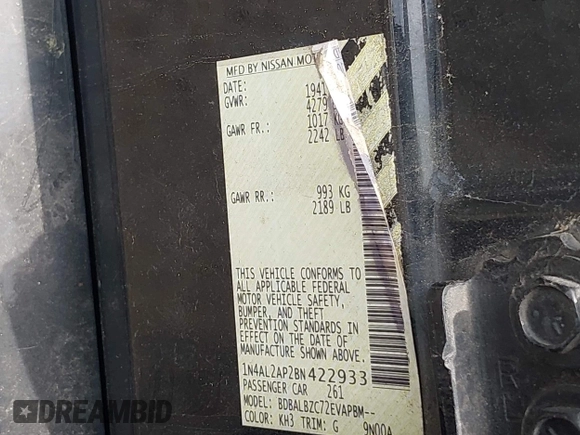 MFD BY NISSAN
DATE:
GVWR: 4279
GAWR FR.: 1017
2242 LB
GAWR RR.: 993 KG
2189 LB
THIS VEHICLE CONFORMS TO
ALL APPLICABLE FEDERAL
MOTOR VEHICLE SAFETY,
BUMPER, AND THEFT
PREVENTION STANDARDS IN
EFFECT ON THE DATE OF
MANUFACTURE SHOWN ABOVE.
1N4AL2AP2BN422933
PASSENGER CAR 261
MODEL: BDBALBZC72EVAPBM--
COLOR: KH3 TRIM: G 9N00A
DREAMBID